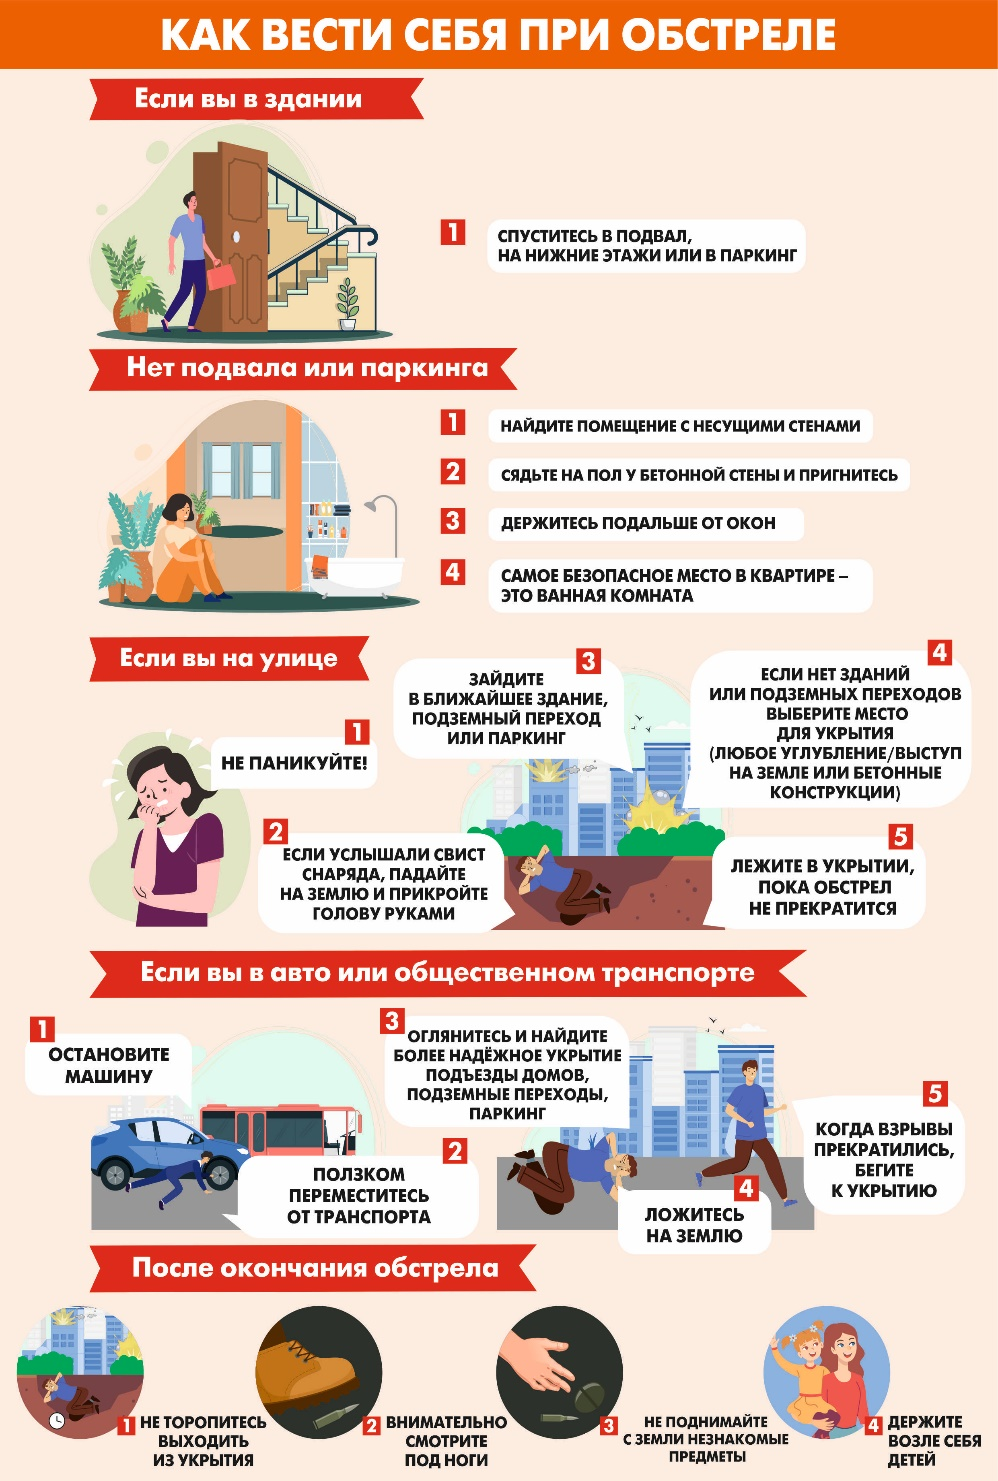 КАК ВЕСТИ СЕБЯ ПРИ ОБСТРЕЛЕ
Если вы в здании
1
СПУСТИТЕСЬ В ПОДВАЛ,
НА НИЖНИЕ ЭТАЖИ ИЛИ В ПАРКИНГ
Нет подвала или паркинга
1
НАЙДИТЕ ПОМЕЩЕНИЕ С НЕСУЩИМИ СТЕНАМИ
2
СЯДЬТЕ НА ПОЛ У БЕТОННОЙ СТЕНЫ И ПРИГНИТЕСЬ
3
ДЕРЖИТЕСЬ ПОДАЛЬШЕ ОТ ОКОН
4
САМОЕ БЕЗОПАСНОЕ МЕСТО В КВАРТИРЕ –
ЭТО ВАННАЯ КОМНАТА
Если вы на улице
1
НЕ ПАНИКУЙТЕ!
2
ЕСЛИ УСЛЫШАЛИ СВИСТ
СНАРЯДА, ПАДАЙТЕ
НА ЗЕМЛЮ И ПРИКРОЙТЕ
ГОЛОВУ РУКАМИ
3
ЗАЙДИТЕ
В БЛИЖАЙШЕЕ ЗДАНИЕ,
ПОДЗЕМНЫЙ ПЕРЕХОД
ИЛИ ПАРКИНГ
4
ЕСЛИ НЕТ ЗДАНИЙ
ИЛИ ПОДЗЕМНЫХ ПЕРЕХОДОВ
ВЫБЕРИТЕ МЕСТО
ДЛЯ УКРЫТИЯ
(ЛЮБОЕ УГЛУБЛЕНИЕ/ВЫСТУП
НА ЗЕМЛЕ ИЛИ БЕТОННЫЕ
КОНСТРУКЦИИ)
5
ЛЕЖИТЕ В УКРЫТИИ,
ПОКА ОБСТРЕЛ
НЕ ПРЕКРАТИТСЯ
Если вы в авто или общественном транспорте
1
ОСТАНОВИТЕ
МАШИНУ
2
ПОЛЗКОМ
ПЕРЕМЕСТИТЕСЬ
ОТ ТРАНСПОРТА
3
ОГЛЯНИТЕСЬ И НАЙДИТЕ
БОЛЕЕ НАДЁЖНОЕ УКРЫТИЕ
ПОДЪЕЗДЫ ДОМОВ,
ПОДЗЕМНЫЕ ПЕРЕХОДЫ,
ПАРКИНГ
4
ЛОЖИТЕСЬ
НА ЗЕМЛЮ
5
КОГДА ВЗРЫВЫ
ПРЕКРАТИЛИСЬ,
БЕГИТЕ
К УКРЫТИЮ
После окончания обстрела
1
НЕ ТОРОПИТЕСЬ
ВЫХОДИТЬ
ИЗ УКРЫТИЯ
2
ВНИМАТЕЛЬНО
СМОТРИТЕ
ПОД НОГИ
3
НЕ ПОДНИМАЙТЕ
С ЗЕМЛИ НЕЗНАКОМЫЕ
ПРЕДМЕТЫ
4
ДЕРЖИТЕ
ВОЗЛЕ СЕБЯ
ДЕТЕЙ